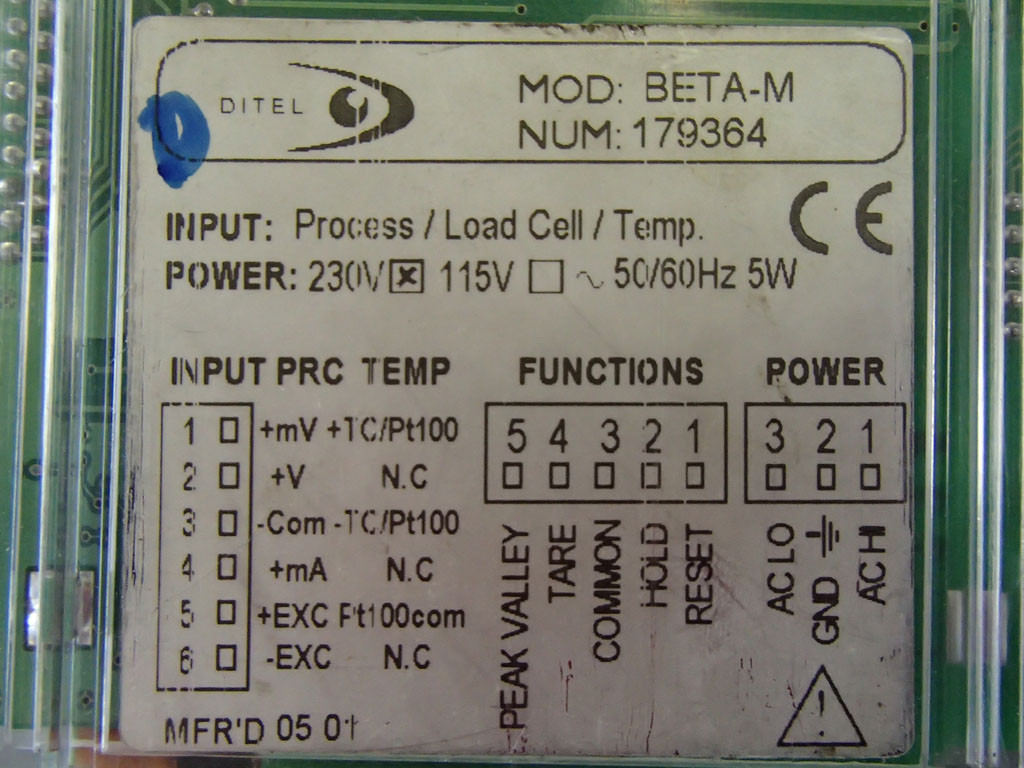 DITEL
MOD: BETA-M
NUM: 179364
CE
INPUT: Process / Load Cell / Temp.
POWER: 230V ☒ 115V ☐ ~ 50/60Hz 5W
INPUT PRC TEMP
1 +mV +TC/Pt100
2 +V N.C
3 -Com -TC/Pt100
4 +mA N.C
5 +EXC Pt100com
6 -EXC N.C
MFR'D 05 01
FUNCTIONS
5 4 3 2 1
PEAK VALLEY
TARE
COMMON
HOLD
RESET
POWER
3 2 1
AC LO
GND
AC HI
!